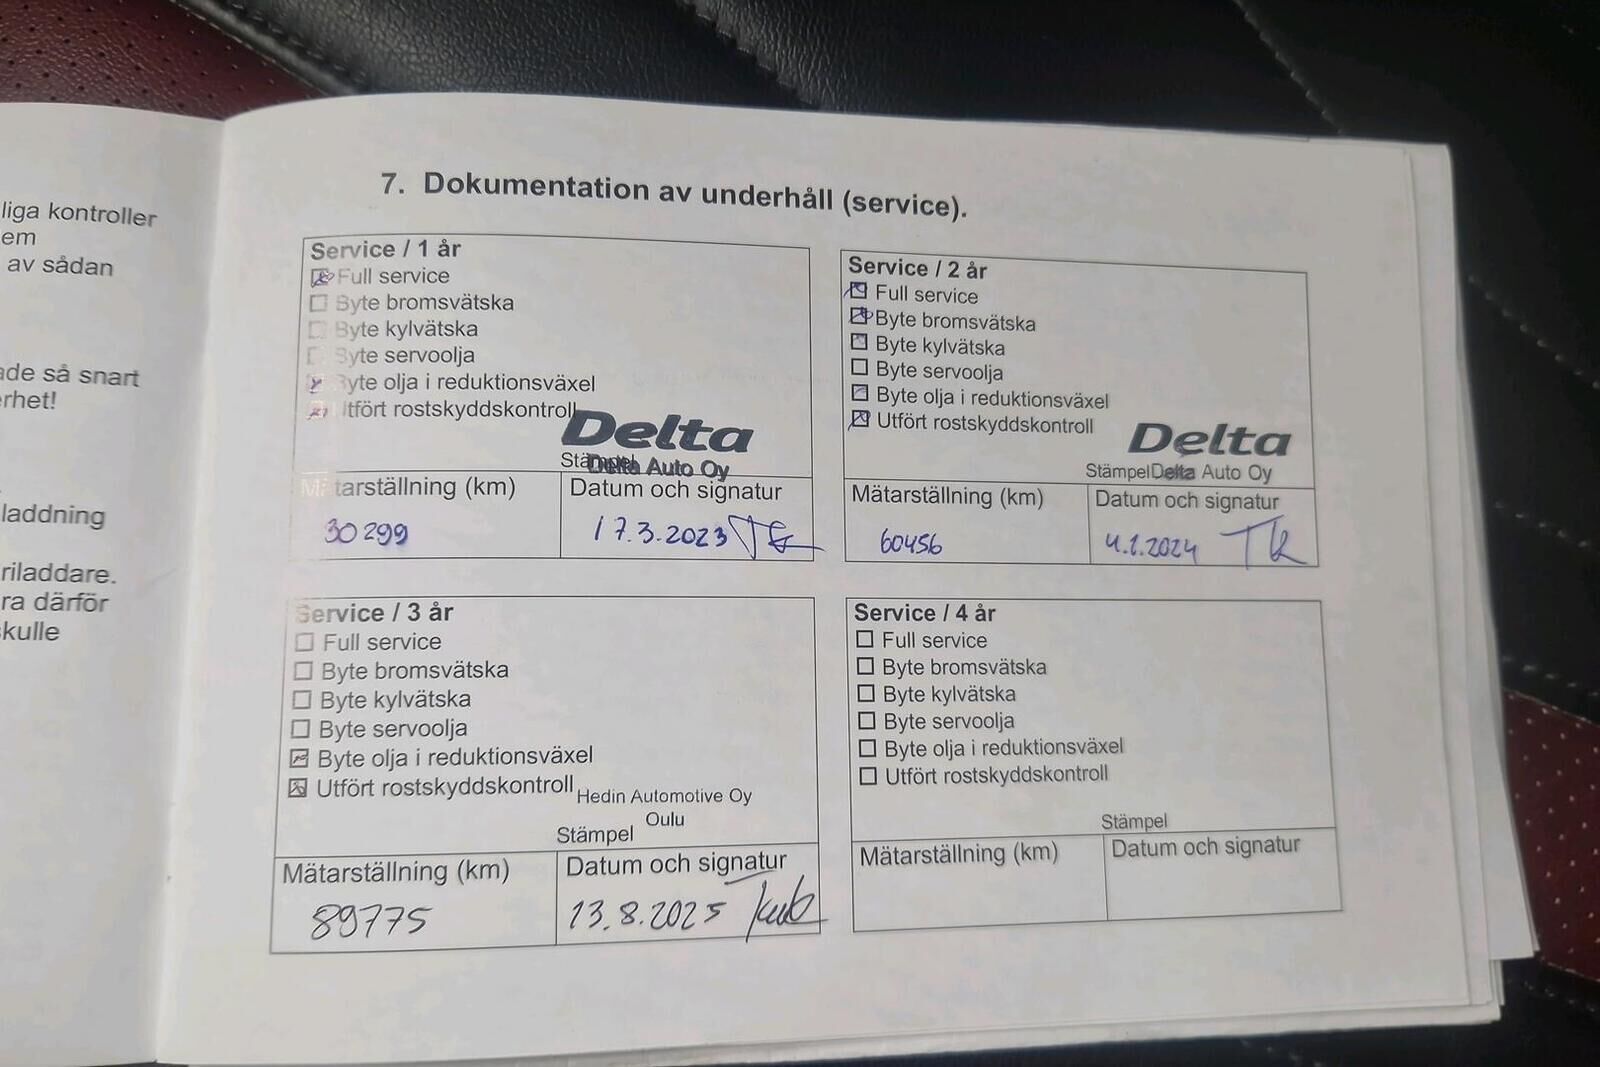 liga kontroller
em
av sådan
ade så snart
erhet!
laddning
riladdare.
ra därför
kulle
7. Dokumentation av underhåll (service).
Service / 1 år
Full service
Byte bromsvätska
Byte kylvätska
Byte servoolja
Byte olja i reduktionsväxel
Utfört rostskyddskontroll
Delta
Stämpel Delta Auto Oy
Mätarställning (km)
Datum och signatur
30299
17.3.2023
Service / 2 år
Full service
Byte bromsvätska
Byte kylvätska
Byte servoolja
Byte olja i reduktionsväxel
Utfört rostskyddskontroll
Delta
Stämpel Delta Auto Oy
Mätarställning (km)
Datum och signatur
60456
2024
Service / 3 år
Full service
Byte bromsvätska
Byte kylvätska
Byte servoolja
Byte olja i reduktionsväxel
Utfört rostskyddskontroll
Hedin Automotive Oy
Oulu
Stämpel
Mätarställning (km)
Datum och signatur
89775
13.8.2025
Service / 4 år
Full service
Byte bromsvätska
Byte kylvätska
Byte servoolja
Byte olja i reduktionsväxel
Utfört rostskyddskontroll
Stämpel
Mätarställning (km)
Datum och signatur